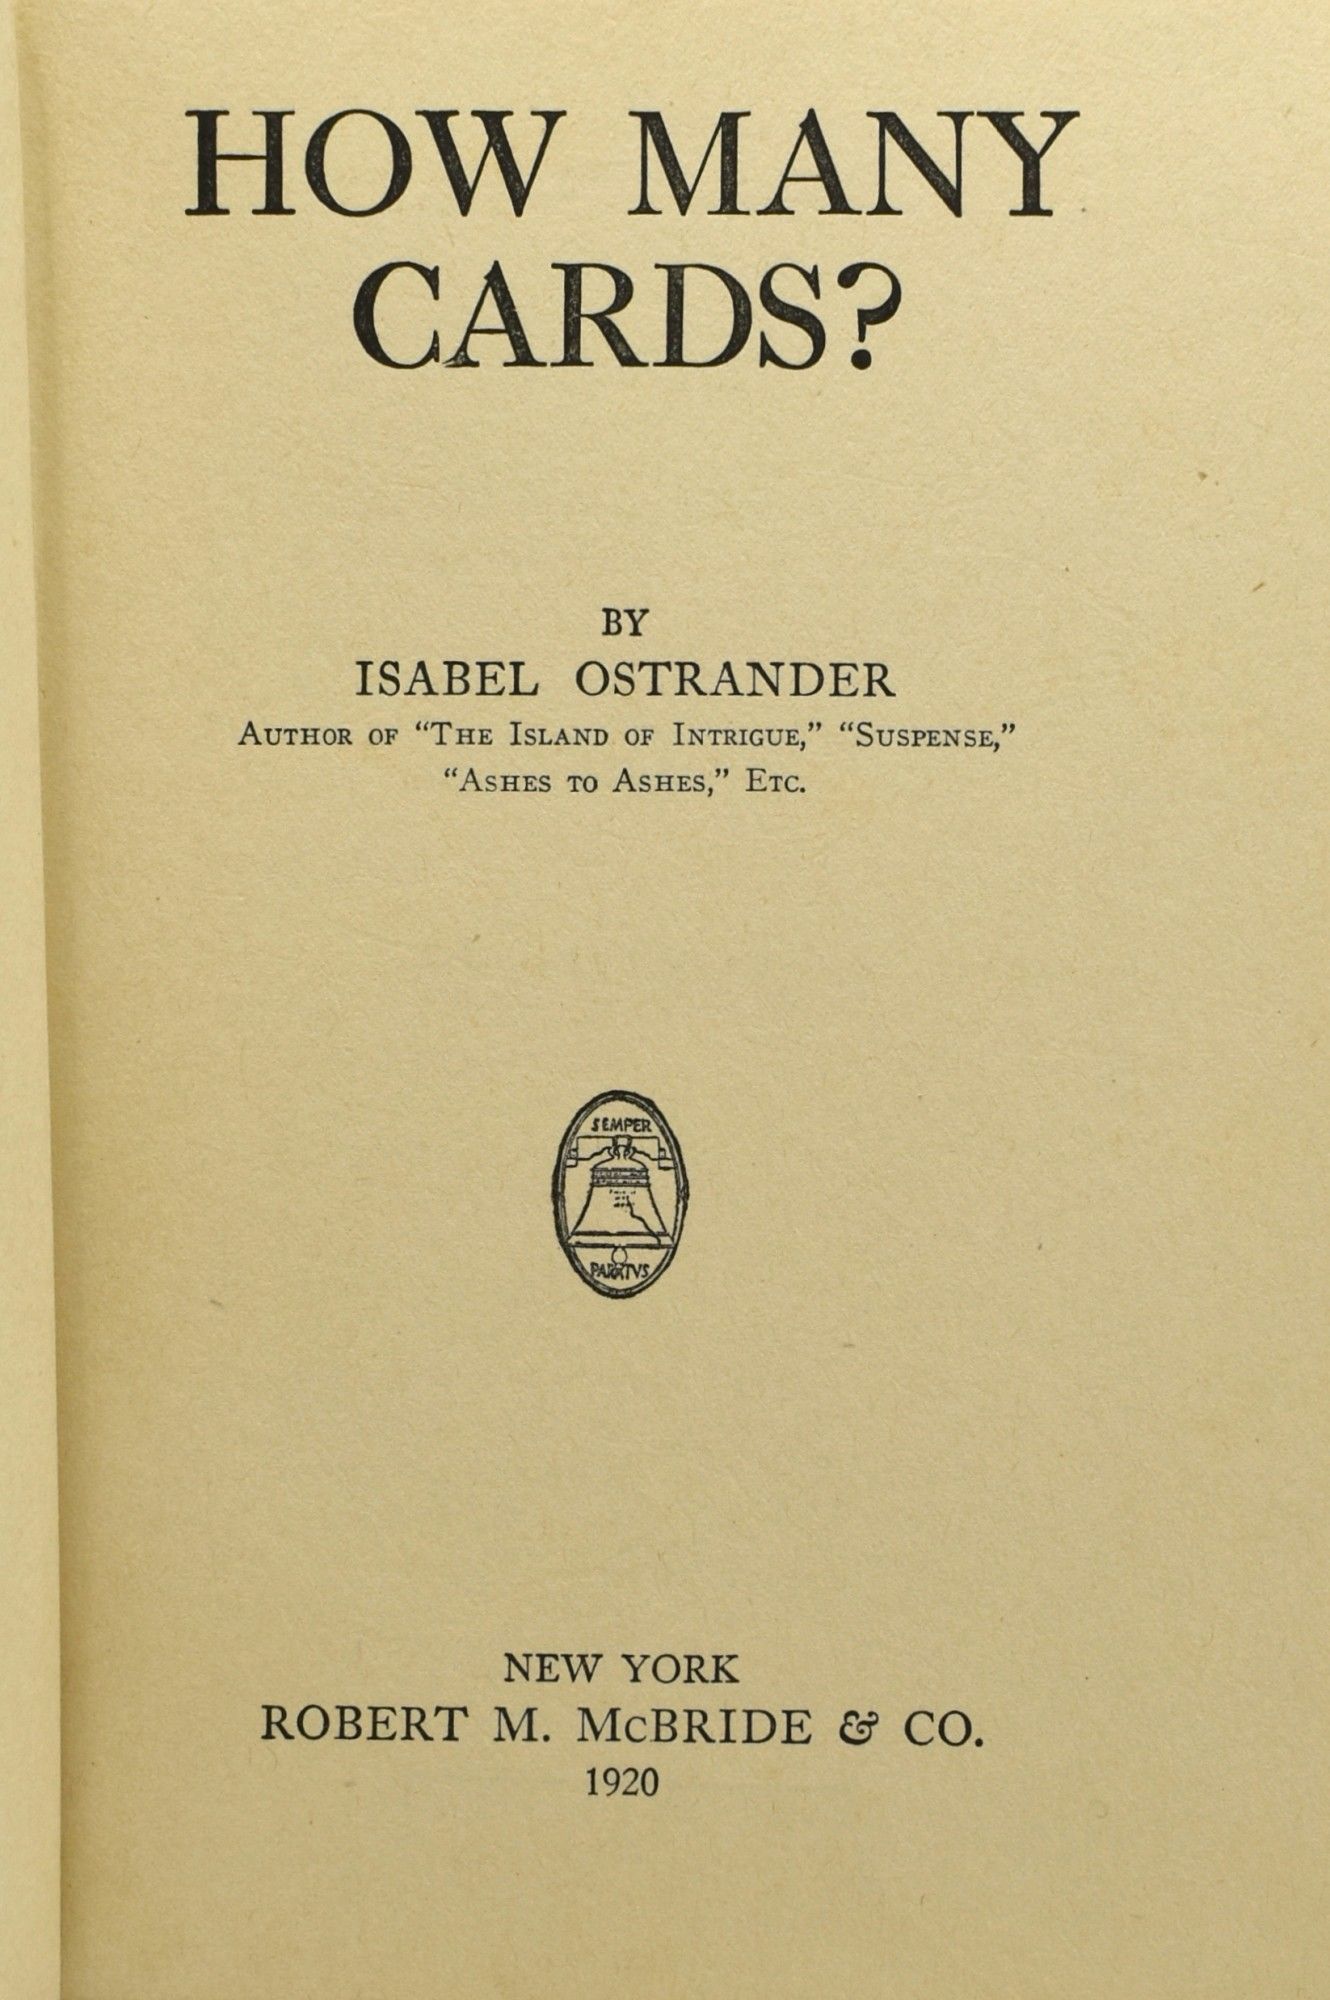 HOW MANY
CARDS?
BY
ISABEL OSTRANDER
AUTHOR OF “THE ISLAND OF INTRIGUE,” “SUSPENSE,”
“ASHES TO ASHES,” ETC.
SEMPER
PARATVS
NEW YORK
ROBERT M. McBRIDE & CO.
1920